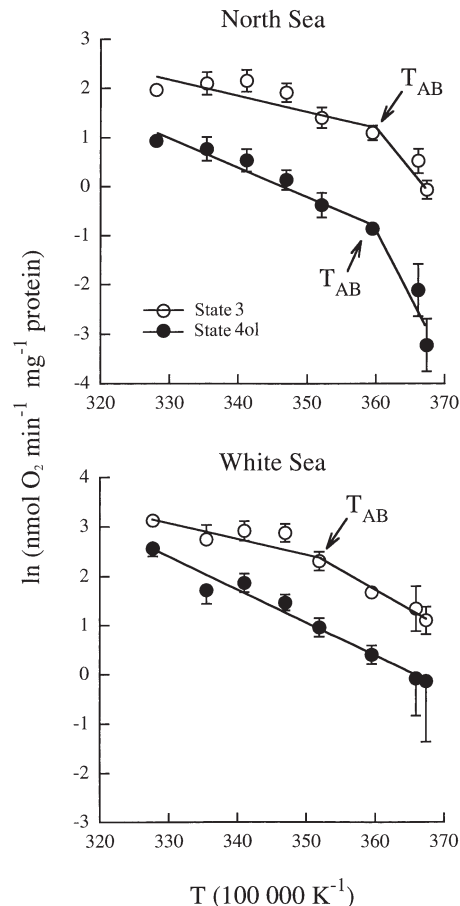 North Sea
3
2
1
0
-1
-2
-3
-4
T_AB
T_AB
State 3
State 4ol
320 330 340 350 360 370
ln (nmol O₂ min⁻¹ mg⁻¹ protein)
White Sea
4
3
2
1
0
-1
-2
-3
T_AB
320 330 340 350 360 370
T (100 000 K⁻¹)